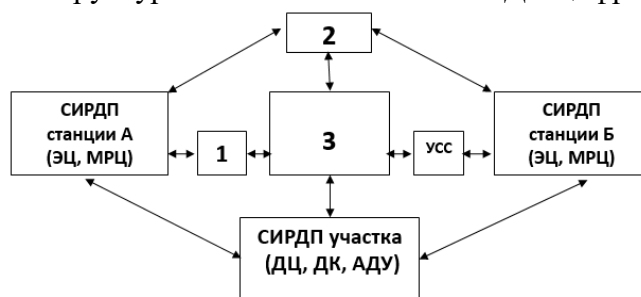 2
СИРДП
станции А
(ЭЦ, МРЦ)
1
3
УСС
СИРДП
станции Б
(ЭЦ, МРЦ)
СИРДП участка
(ДЦ, ДК, АДУ)